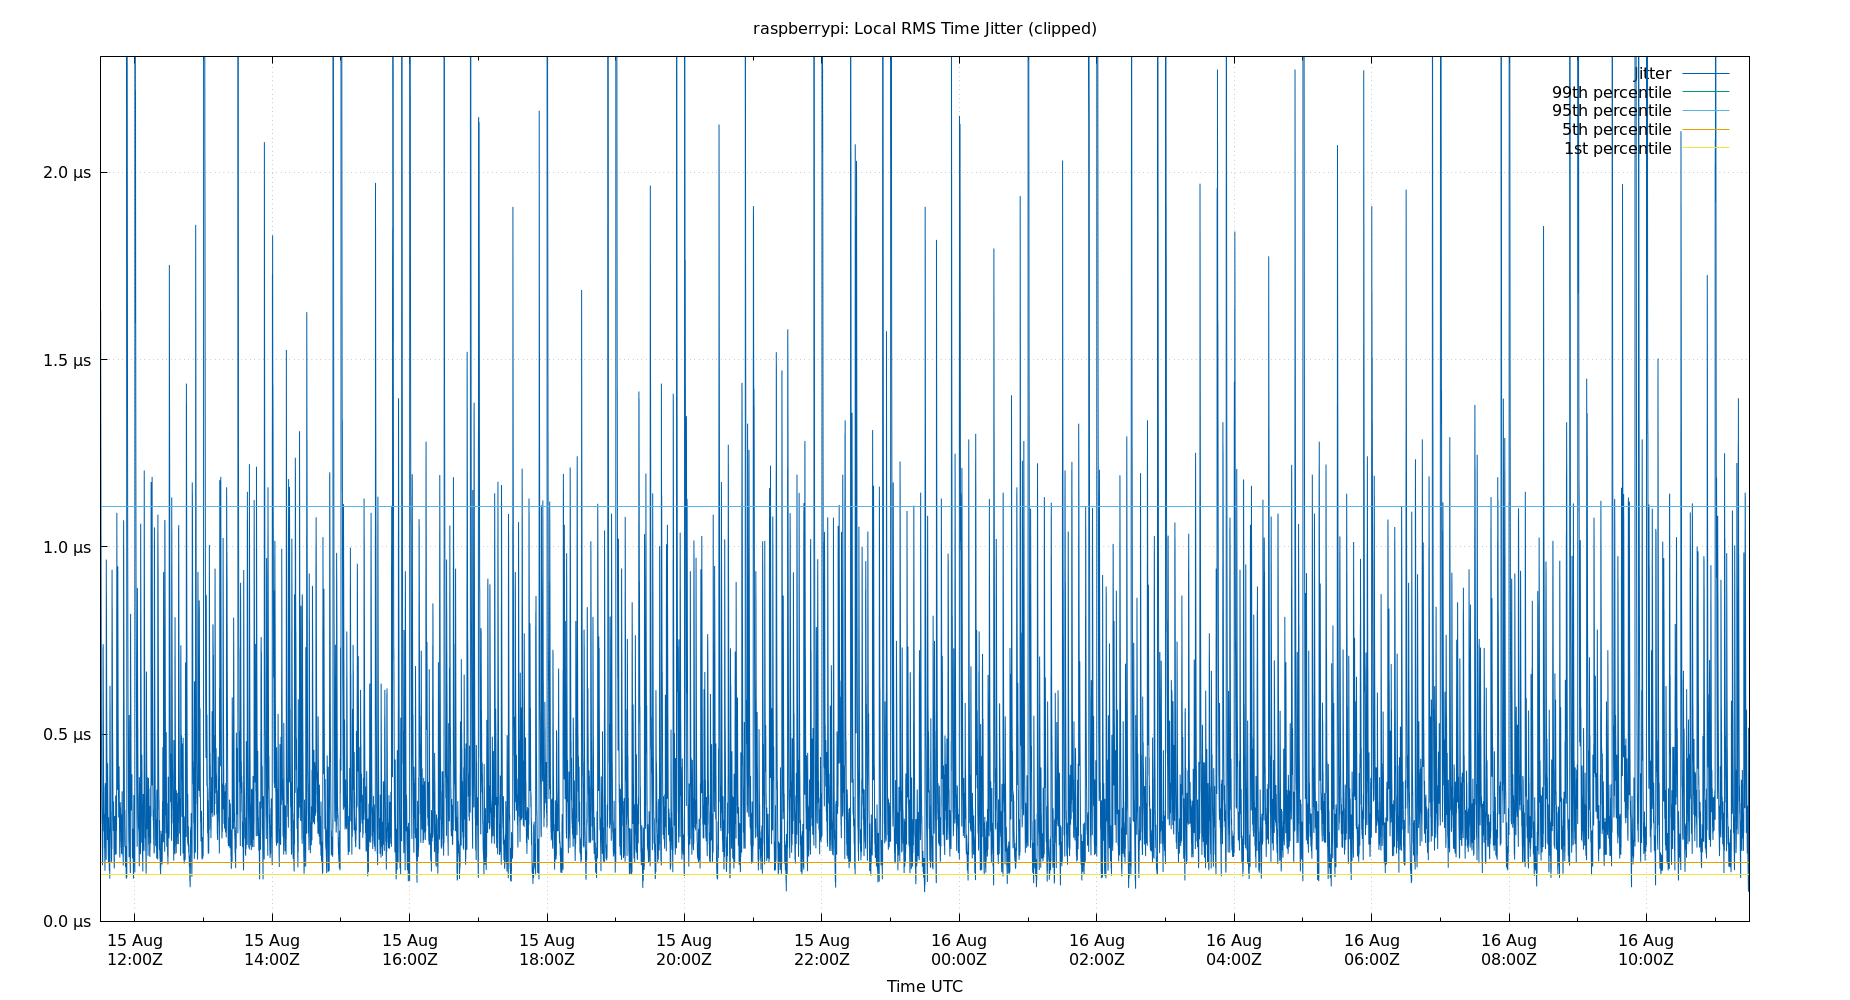 raspberrypi: Local RMS Time Jitter (clipped)
Jitter
99th percentile
95th percentile
5th percentile
1st percentile
2.0 µs
1.5 µs
1.0 µs
0.5 µs
0.0 µs
15 Aug 15 Aug 15 Aug 15 Aug 15 Aug 15 Aug 16 Aug 16 Aug 16 Aug 16 Aug 16 Aug 16 Aug
12:00Z 14:00Z 16:00Z 18:00Z 20:00Z 22:00Z 00:00Z 02:00Z 04:00Z 06:00Z 08:00Z 10:00Z
Time UTC